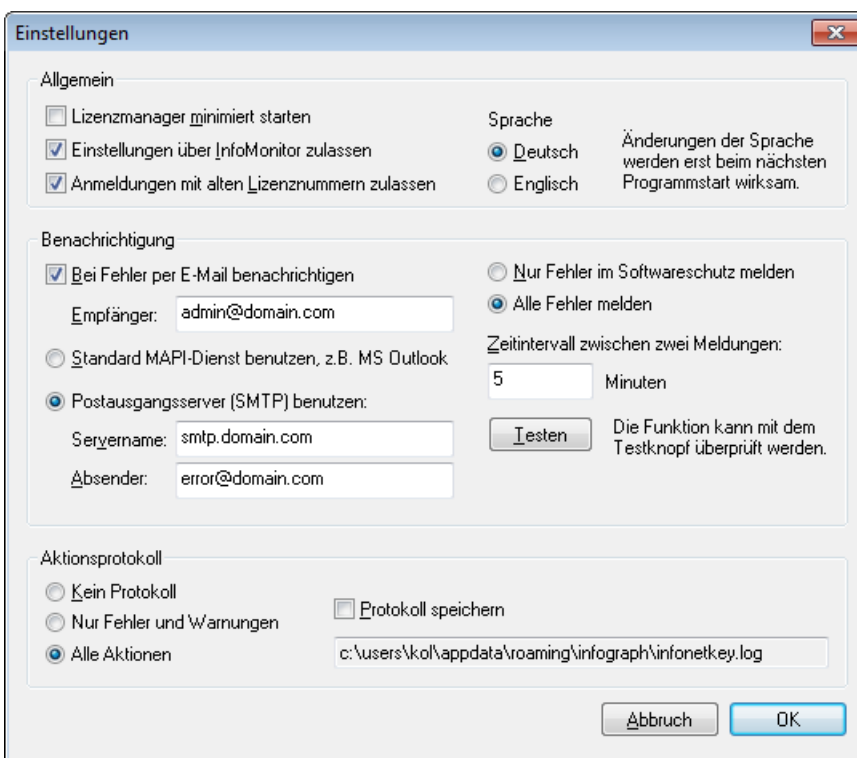 Einstellungen
Allgemein
Lizenzmanager minimiert starten
Einstellungen über InfoMonitor zulassen
Anmeldungen mit alten Lizenznummern zulassen
Sprache
Deutsch
Englisch
Änderungen der Sprache
werden erst beim nächsten
Programmstart wirksam.
Benachrichtigung
Bei Fehler per E-Mail benachrichtigen
Empfänger: admin@domain.com
Standard MAPI-Dienst benutzen, z.B. MS Outlook
Postausgangsserver (SMTP) benutzen:
Servername: smtp.domain.com
Absender: error@domain.com
Nur Fehler im Softwareschutz melden
Alle Fehler melden
Zeitintervall zwischen zwei Meldungen:
5 Minuten
Testen
Die Funktion kann mit dem
Testknopf überprüft werden.
Aktionsprotokoll
Kein Protokoll
Nur Fehler und Warnungen
Alle Aktionen
Protokoll speichern
c:\users\kol\appdata\roaming\infograph\infonetkey.log
Abbruch
OK